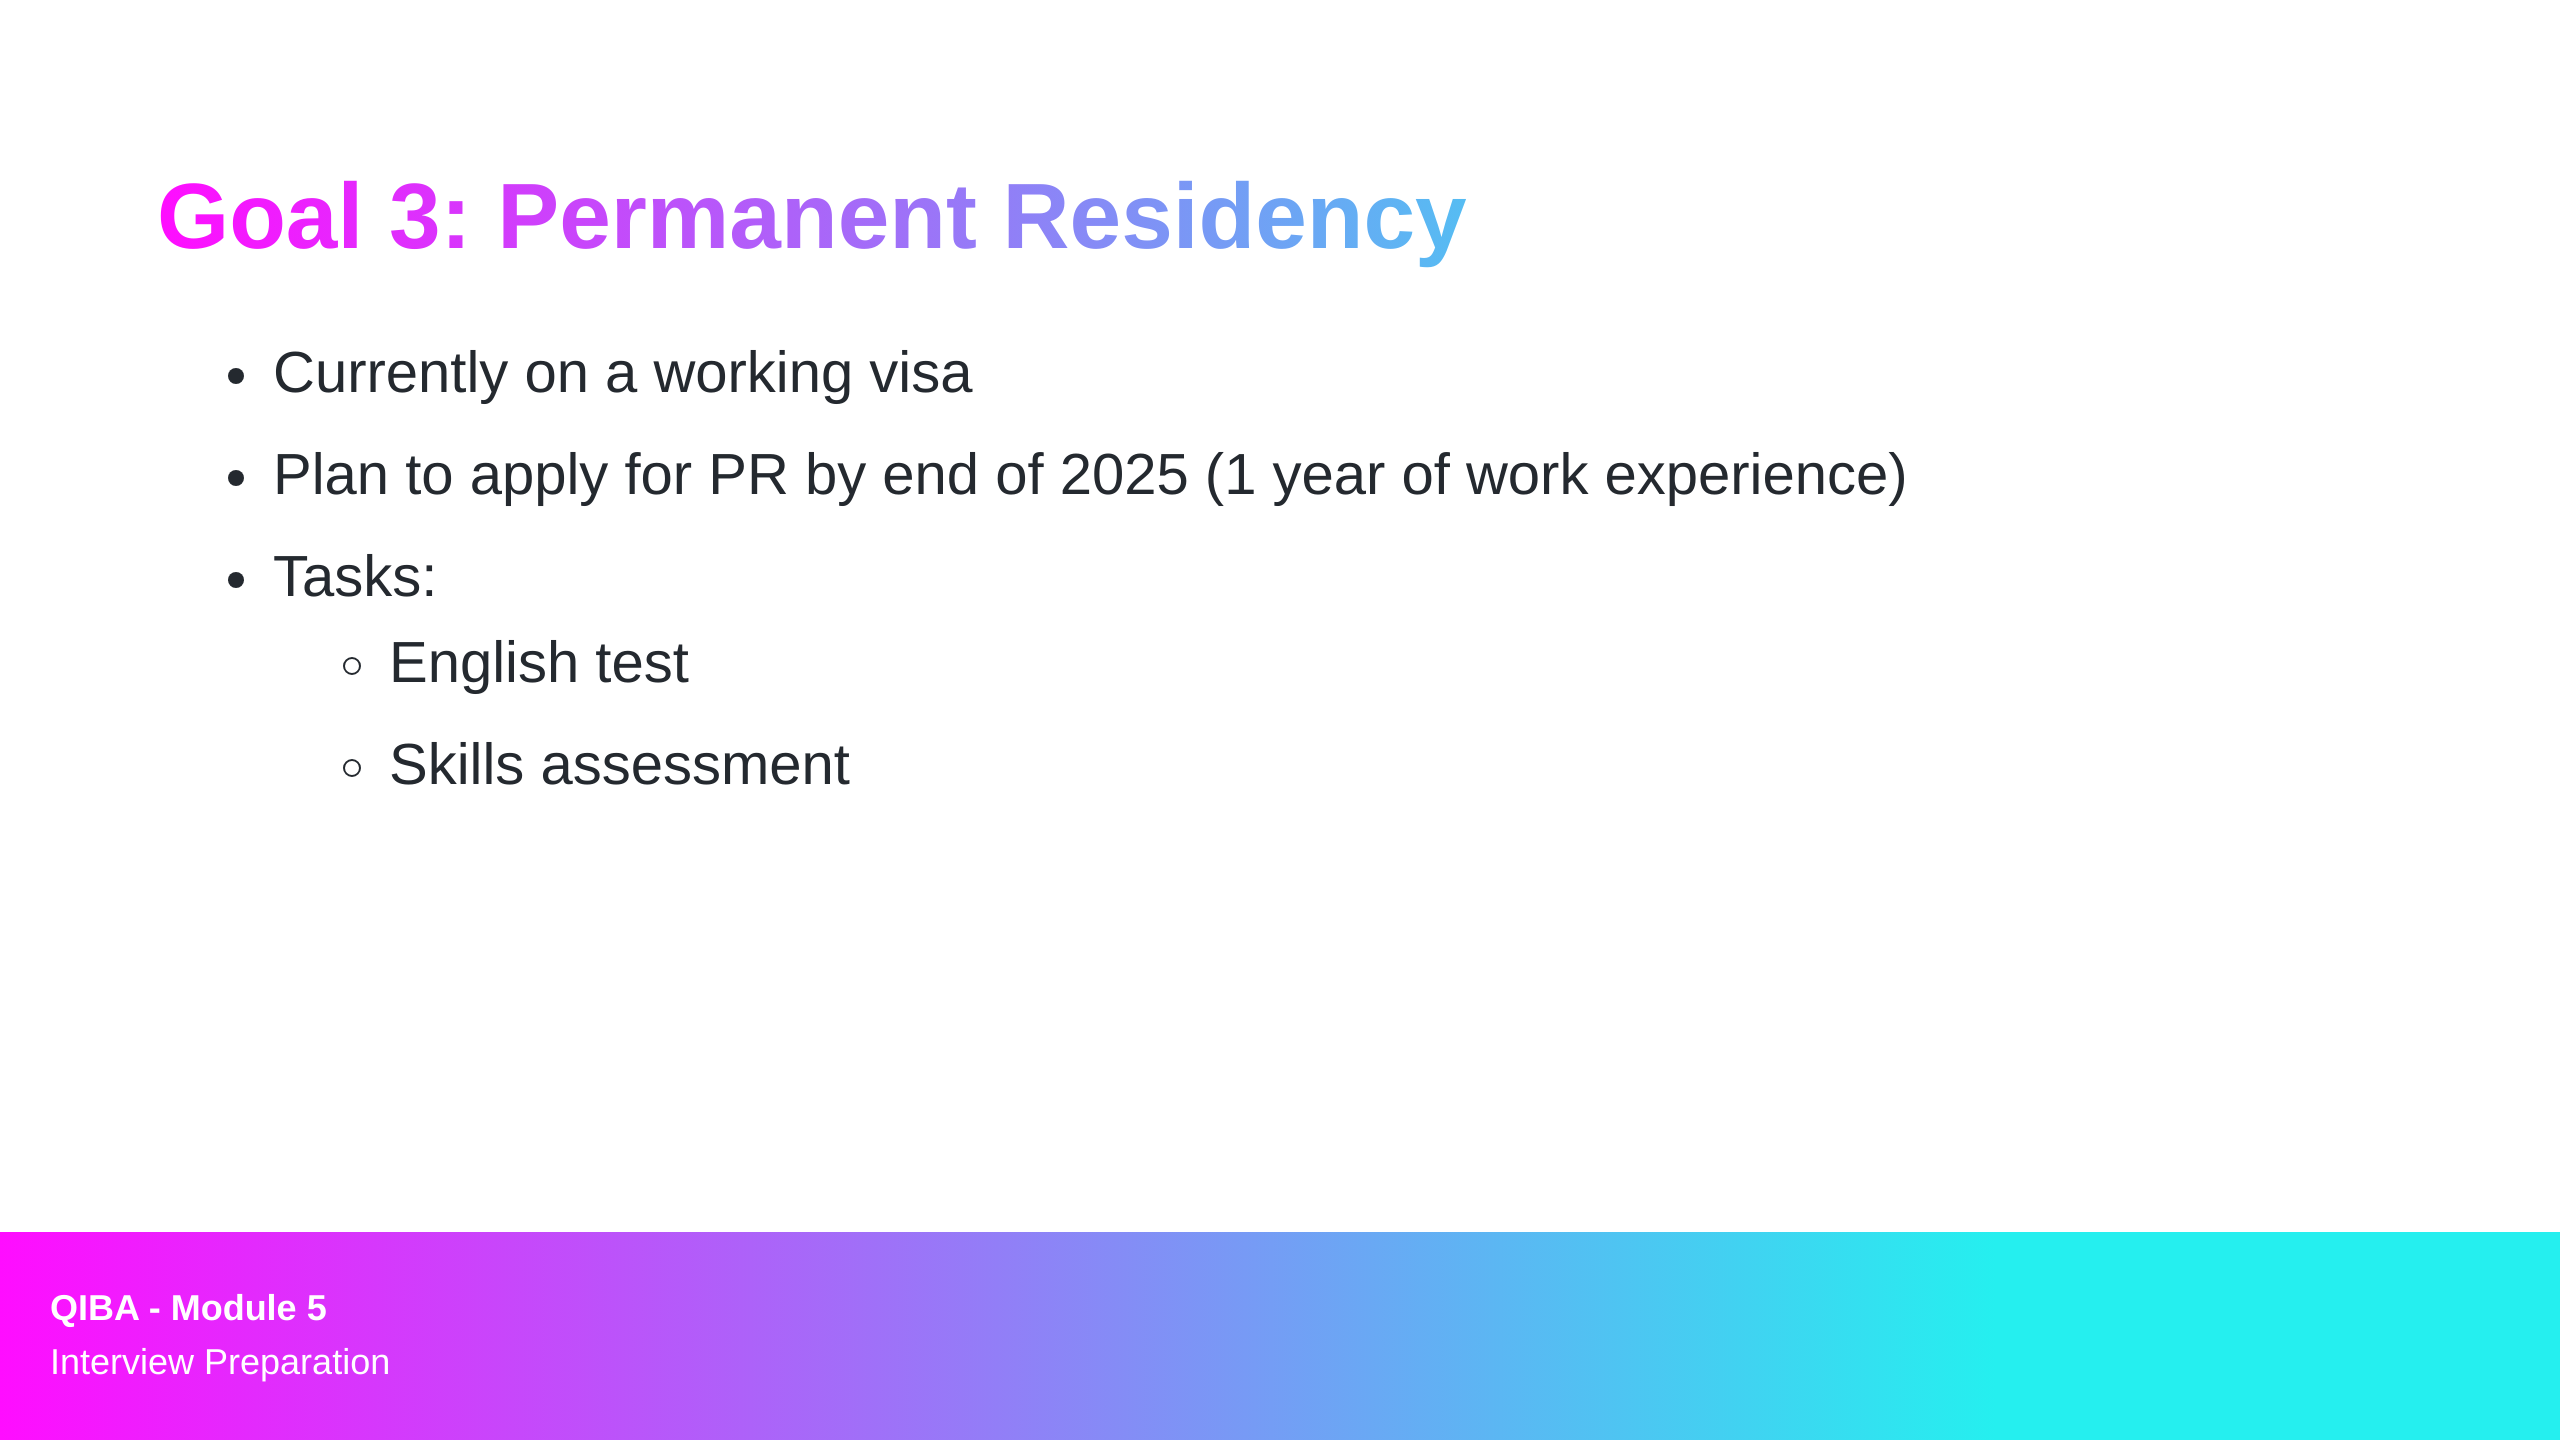 Goal 3: Permanent Residency
Currently on a working visa
Plan to apply for PR by end of 2025 (1 year of work experience)
Tasks:
English test
Skills assessment
QIBA - Module 5
Interview Preparation